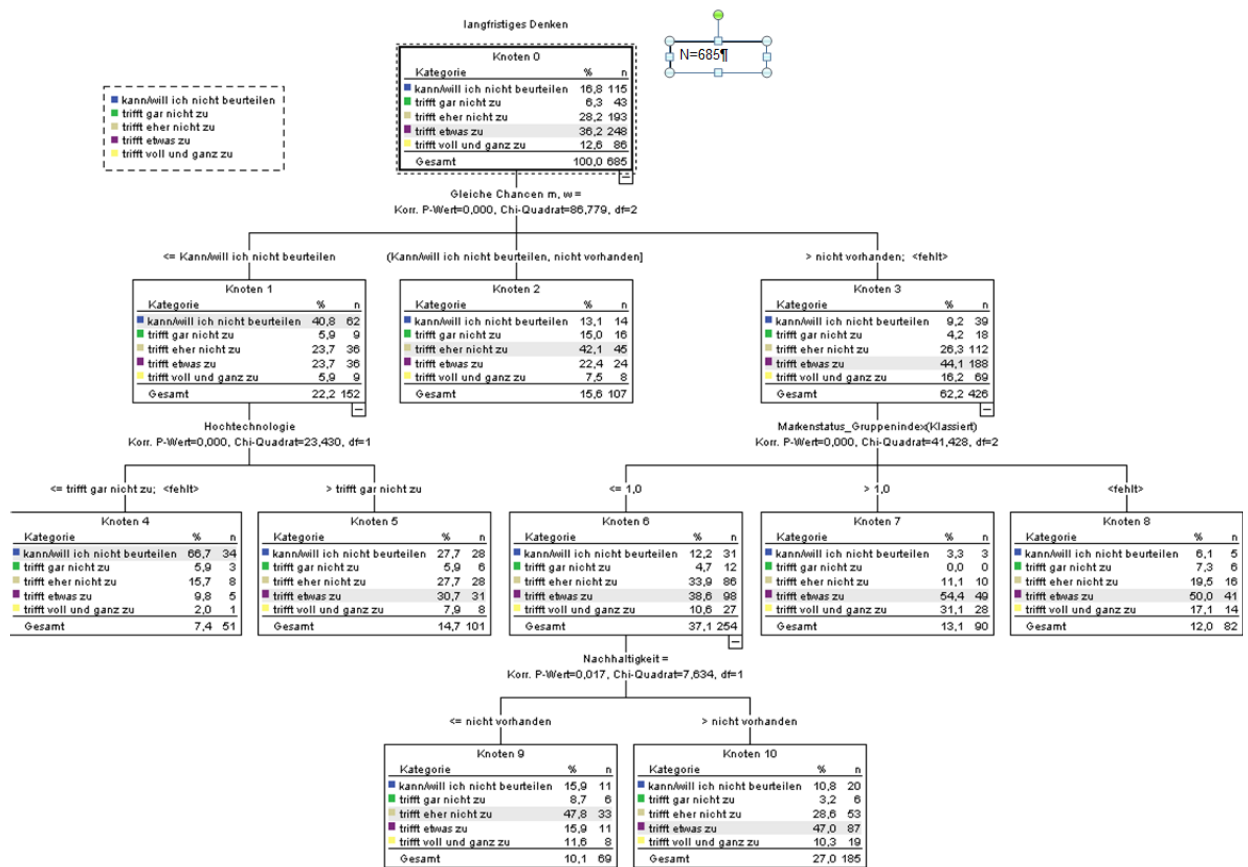 langfristiges Denken
N=685¶
Knoten 0
Kategorie % n
kann/will ich nicht beurteilen 16,8 115
trifft gar nicht zu 6,3 43
trifft eher nicht zu 28,2 193
trifft etwas zu 36,2 248
trifft voll und ganz zu 12,6 86
Gesamt 100,0 685
kann/will ich nicht beurteilen
trifft gar nicht zu
trifft eher nicht zu
trifft etwas zu
trifft voll und ganz zu
Gleiche Chancen m, w =
Korr. P-Wert=0,000, Chi-Quadrat=86,779, df=2
<= Kann/will ich nicht beurteilen
(Kann/will ich nicht beurteilen, nicht vorhanden]
> nicht vorhanden; <fehlt>
Knoten 1
Kategorie % n
kann/will ich nicht beurteilen 40,8 62
trifft gar nicht zu 5,9 9
trifft eher nicht zu 23,7 36
trifft etwas zu 23,7 36
trifft voll und ganz zu 5,9 9
Gesamt 22,2 152
Knoten 2
Kategorie % n
kann/will ich nicht beurteilen 13,1 14
trifft gar nicht zu 15,0 16
trifft eher nicht zu 42,1 45
trifft etwas zu 22,4 24
trifft voll und ganz zu 7,5 8
Gesamt 15,6 107
Knoten 3
Kategorie % n
kann/will ich nicht beurteilen 9,2 39
trifft gar nicht zu 4,2 18
trifft eher nicht zu 26,3 112
trifft etwas zu 44,1 188
trifft voll und ganz zu 16,2 69
Gesamt 62,2 426
Hochtechnologie
Korr. P-Wert=0,000, Chi-Quadrat=23,430, df=1
Markenstatus_Gruppenindex(Klassiert)
Korr. P-Wert=0,000, Chi-Quadrat=41,428, df=2
<= trifft gar nicht zu; <fehlt>
> trifft gar nicht zu
<= 1,0
> 1,0
<fehlt>
Knoten 4
Kategorie % n
kann/will ich nicht beurteilen 66,7 34
trifft gar nicht zu 5,9 3
trifft eher nicht zu 15,7 8
trifft etwas zu 9,8 5
trifft voll und ganz zu 2,0 1
Gesamt 7,4 51
Knoten 5
Kategorie % n
kann/will ich nicht beurteilen 27,7 28
trifft gar nicht zu 5,9 6
trifft eher nicht zu 27,7 28
trifft etwas zu 30,7 31
trifft voll und ganz zu 7,9 8
Gesamt 14,7 101
Knoten 6
Kategorie % n
kann/will ich nicht beurteilen 12,2 31
trifft gar nicht zu 4,7 12
trifft eher nicht zu 33,9 86
trifft etwas zu 38,6 98
trifft voll und ganz zu 10,6 27
Gesamt 37,1 254
Knoten 7
Kategorie % n
kann/will ich nicht beurteilen 3,3 3
trifft gar nicht zu 0,0 0
trifft eher nicht zu 11,1 10
trifft etwas zu 54,4 49
trifft voll und ganz zu 31,1 28
Gesamt 13,1 90
Knoten 8
Kategorie % n
kann/will ich nicht beurteilen 6,1 5
trifft gar nicht zu 7,3 6
trifft eher nicht zu 19,5 16
trifft etwas zu 50,0 41
trifft voll und ganz zu 17,1 14
Gesamt 12,0 82
Nachhaltigkeit =
Korr. P-Wert=0,017, Chi-Quadrat=7,634, df=1
<= nicht vorhanden
> nicht vorhanden
Knoten 9
Kategorie % n
kann/will ich nicht beurteilen 15,9 11
trifft gar nicht zu 8,7 6
trifft eher nicht zu 47,8 33
trifft etwas zu 15,9 11
trifft voll und ganz zu 11,6 8
Gesamt 10,1 69
Knoten 10
Kategorie % n
kann/will ich nicht beurteilen 10,8 20
trifft gar nicht zu 3,2 6
trifft eher nicht zu 28,6 53
trifft etwas zu 47,0 87
trifft voll und ganz zu 10,3 19
Gesamt 27,0 185